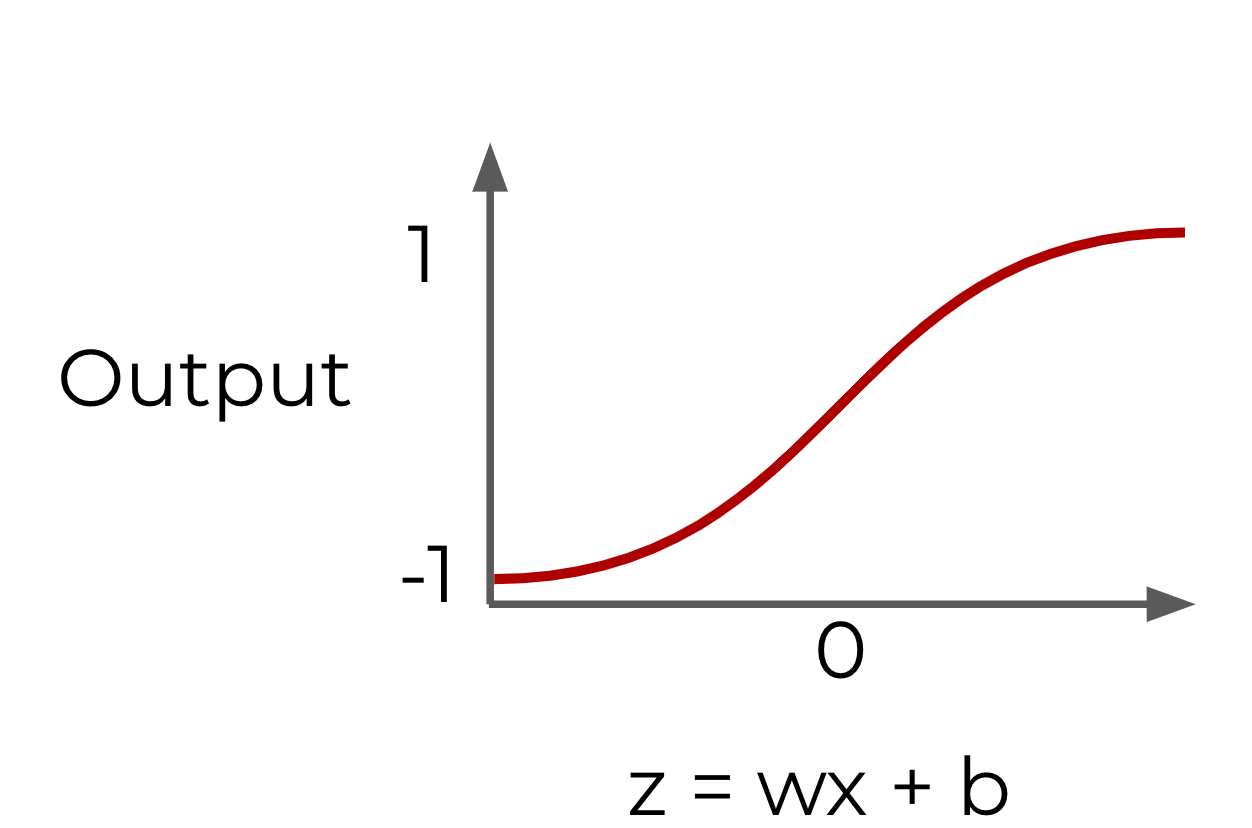 1
Output
-1
0
z = wx + b